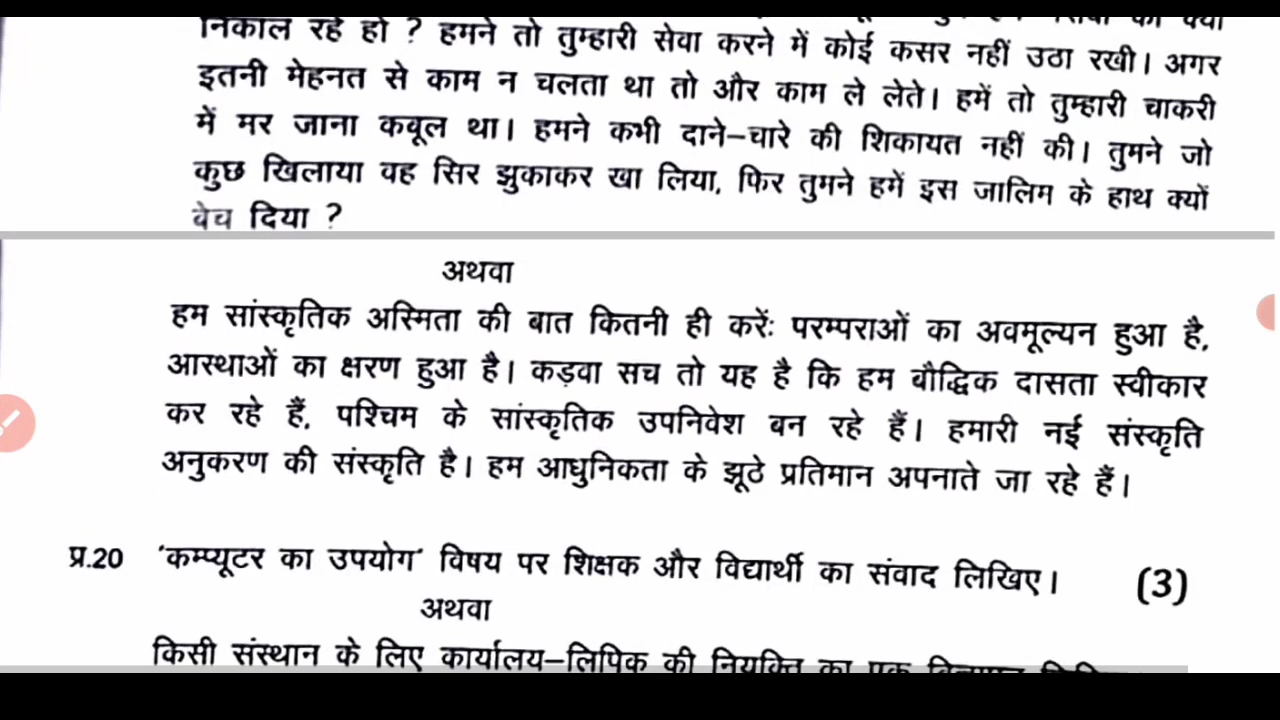 निकाल रहे हो ? हमने तो तुम्हारी सेवा करने में कोई कसर नहीं उठा रखी। अगर
इतनी मेहनत से काम न चलता था तो और काम ले लेते। हमें तो तुम्हारी चाकरी
में मर जाना कबूल था। हमने कभी दाने–चारे की शिकायत नहीं की। तुमने जो
कुछ खिलाया वह सिर झुकाकर खा लिया, फिर तुमने हमें इस जालिम के हाथ क्यों
बेच दिया ?
अथवा
हम सांस्कृतिक अस्मिता की बात कितनी ही करें: परम्पराओं का अवमूल्यन हुआ है,
आस्थाओं का क्षरण हुआ है। कड़वा सच तो यह है कि हम बौद्धिक दासता स्वीकार
कर रहे हैं, पश्चिम के सांस्कृतिक उपनिवेश बन रहे हैं। हमारी नई संस्कृति
अनुकरण की संस्कृति है। हम आधुनिकता के झूठे प्रतिमान अपनाते जा रहे हैं।
प्र.20 'कम्प्यूटर का उपयोग' विषय पर शिक्षक और विद्यार्थी का संवाद लिखिए। (3)
अथवा
किसी संस्थान के लिए कार्यालय–लिपिक की नियुक्ति का एक